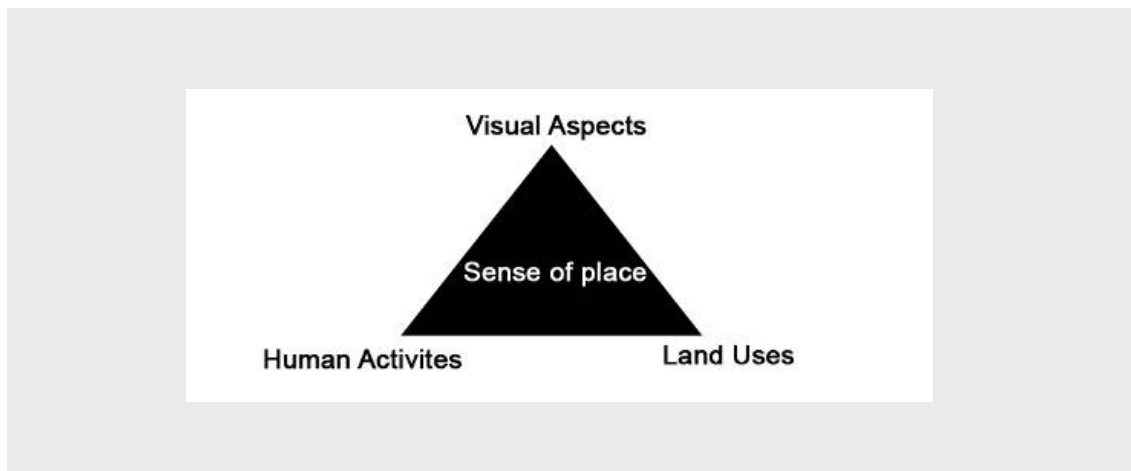 Visual Aspects
Sense of place
Human Activites
Land Uses